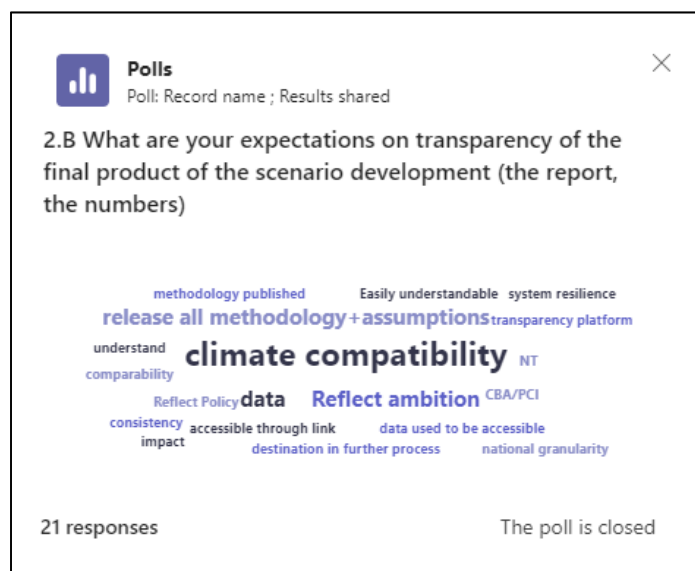 Polls
Poll: Record name ; Results shared
2.B What are your expectations on transparency of the
final product of the scenario development (the report,
the numbers)
methodology published Easily understandable system resilience
release all methodology+assumptions transparency platform
understand climate compatibility NT
comparability
Reflect Policy data Reflect ambition CBA/PCI
consistency accessible through link data used to be accessible
impact destination in further process national granularity
21 responses The poll is closed